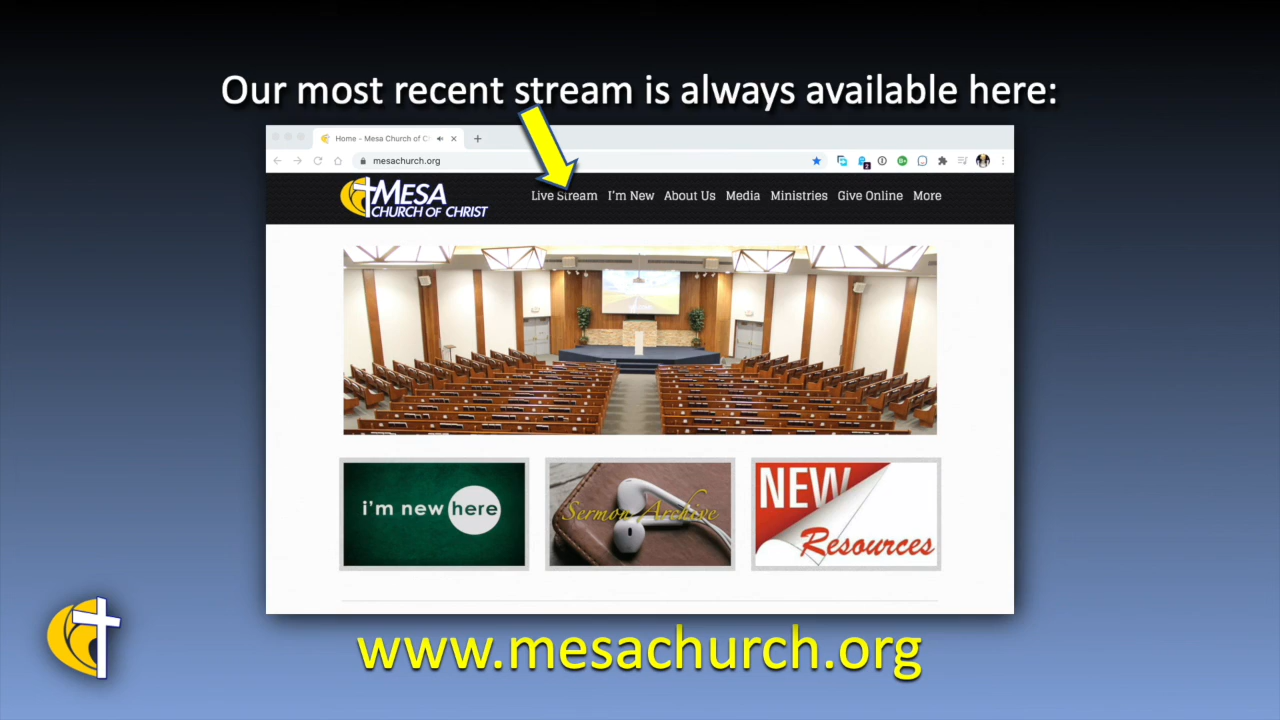 Our most recent stream is always available here:
Home - Mesa Church of Ch
mesachurch.org
MESA
CHURCH OF CHRIST
Live Stream I'm New About Us Media Ministries Give Online More
i'm new here
Sermon Archive
NEW
Resources
www.mesachurch.org